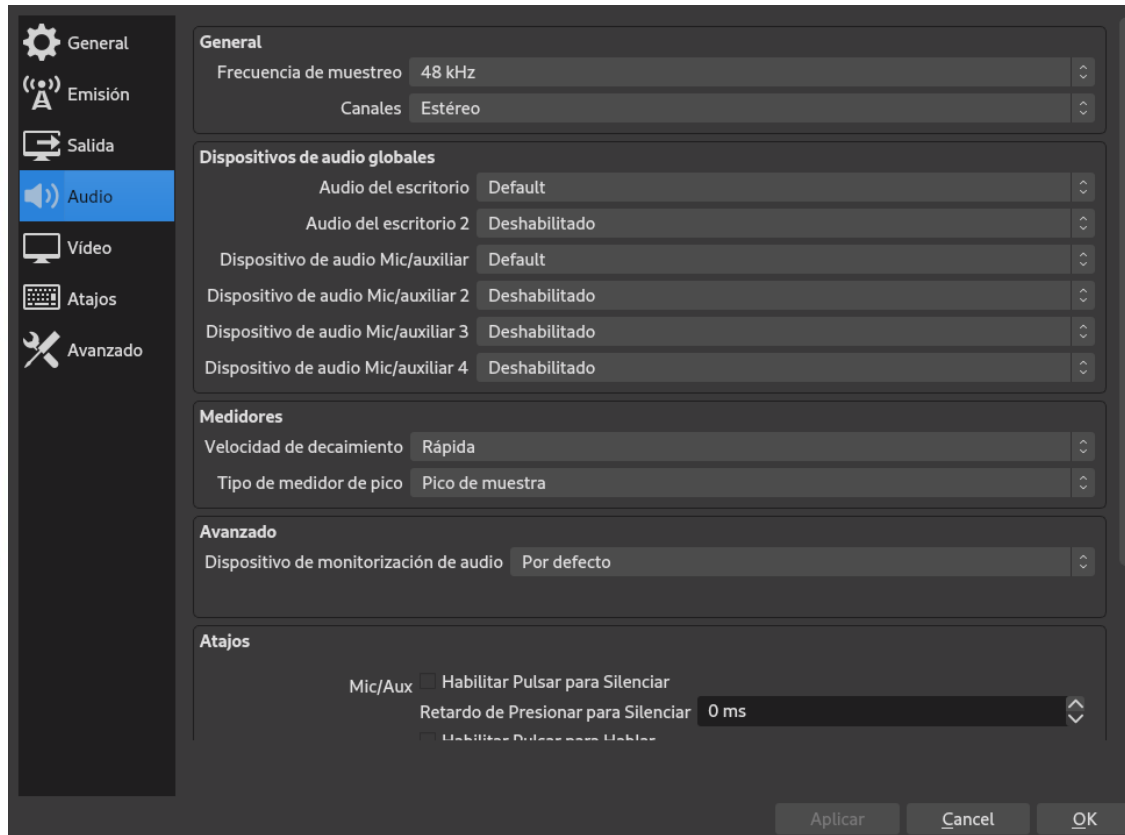 General
Emisión
Salida
Audio
Vídeo
Atajos
Avanzado
General
Frecuencia de muestreo 48 kHz
Canales Estéreo
Dispositivos de audio globales
Audio del escritorio Default
Audio del escritorio 2 Deshabilitado
Dispositivo de audio Mic/auxiliar Default
Dispositivo de audio Mic/auxiliar 2 Deshabilitado
Dispositivo de audio Mic/auxiliar 3 Deshabilitado
Dispositivo de audio Mic/auxiliar 4 Deshabilitado
Medidores
Velocidad de decaimiento Rápida
Tipo de medidor de pico Pico de muestra
Avanzado
Dispositivo de monitorización de audio Por defecto
Atajos
Mic/Aux Habilitar Pulsar para Silenciar
Retardo de Presionar para Silenciar 0 ms
Habilitar Pulsar para Hablar
Aplicar Cancel OK